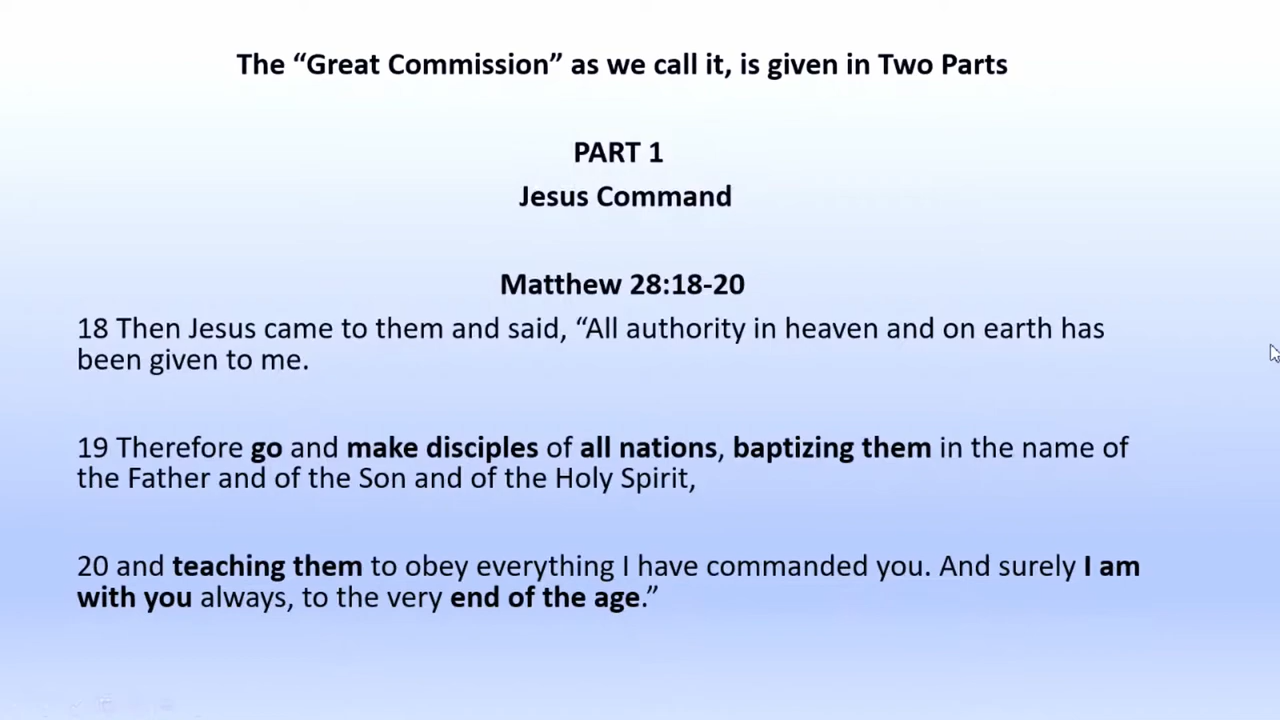 The “Great Commission” as we call it, is given in Two Parts
PART 1
Jesus Command
Matthew 28:18-20
18 Then Jesus came to them and said, “All authority in heaven and on earth has
been given to me.
19 Therefore go and make disciples of all nations, baptizing them in the name of
the Father and of the Son and of the Holy Spirit,
20 and teaching them to obey everything I have commanded you. And surely I am
with you always, to the very end of the age.”